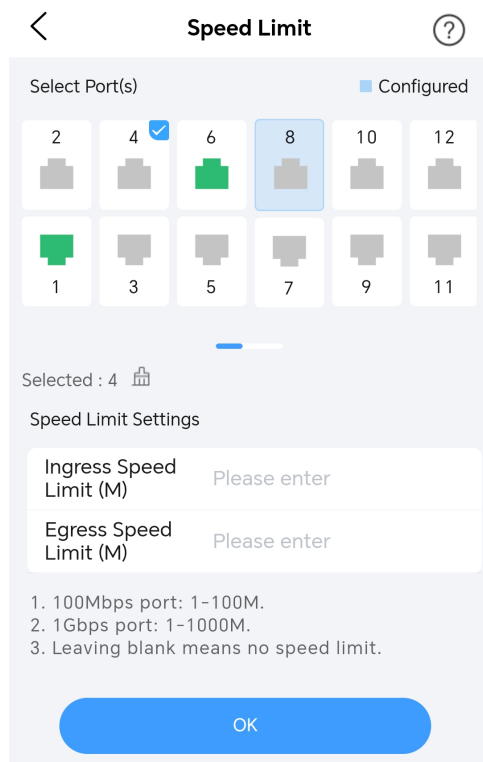 Speed Limit
?
Select Port(s)
Configured
2 4 6 8 10 12
1 3 5 7 9 11
Selected : 4
Speed Limit Settings
Ingress Speed
Limit (M)
Please enter
Egress Speed
Limit (M)
Please enter
1. 100Mbps port: 1-100M.
2. 1Gbps port: 1-1000M.
3. Leaving blank means no speed limit.
OK